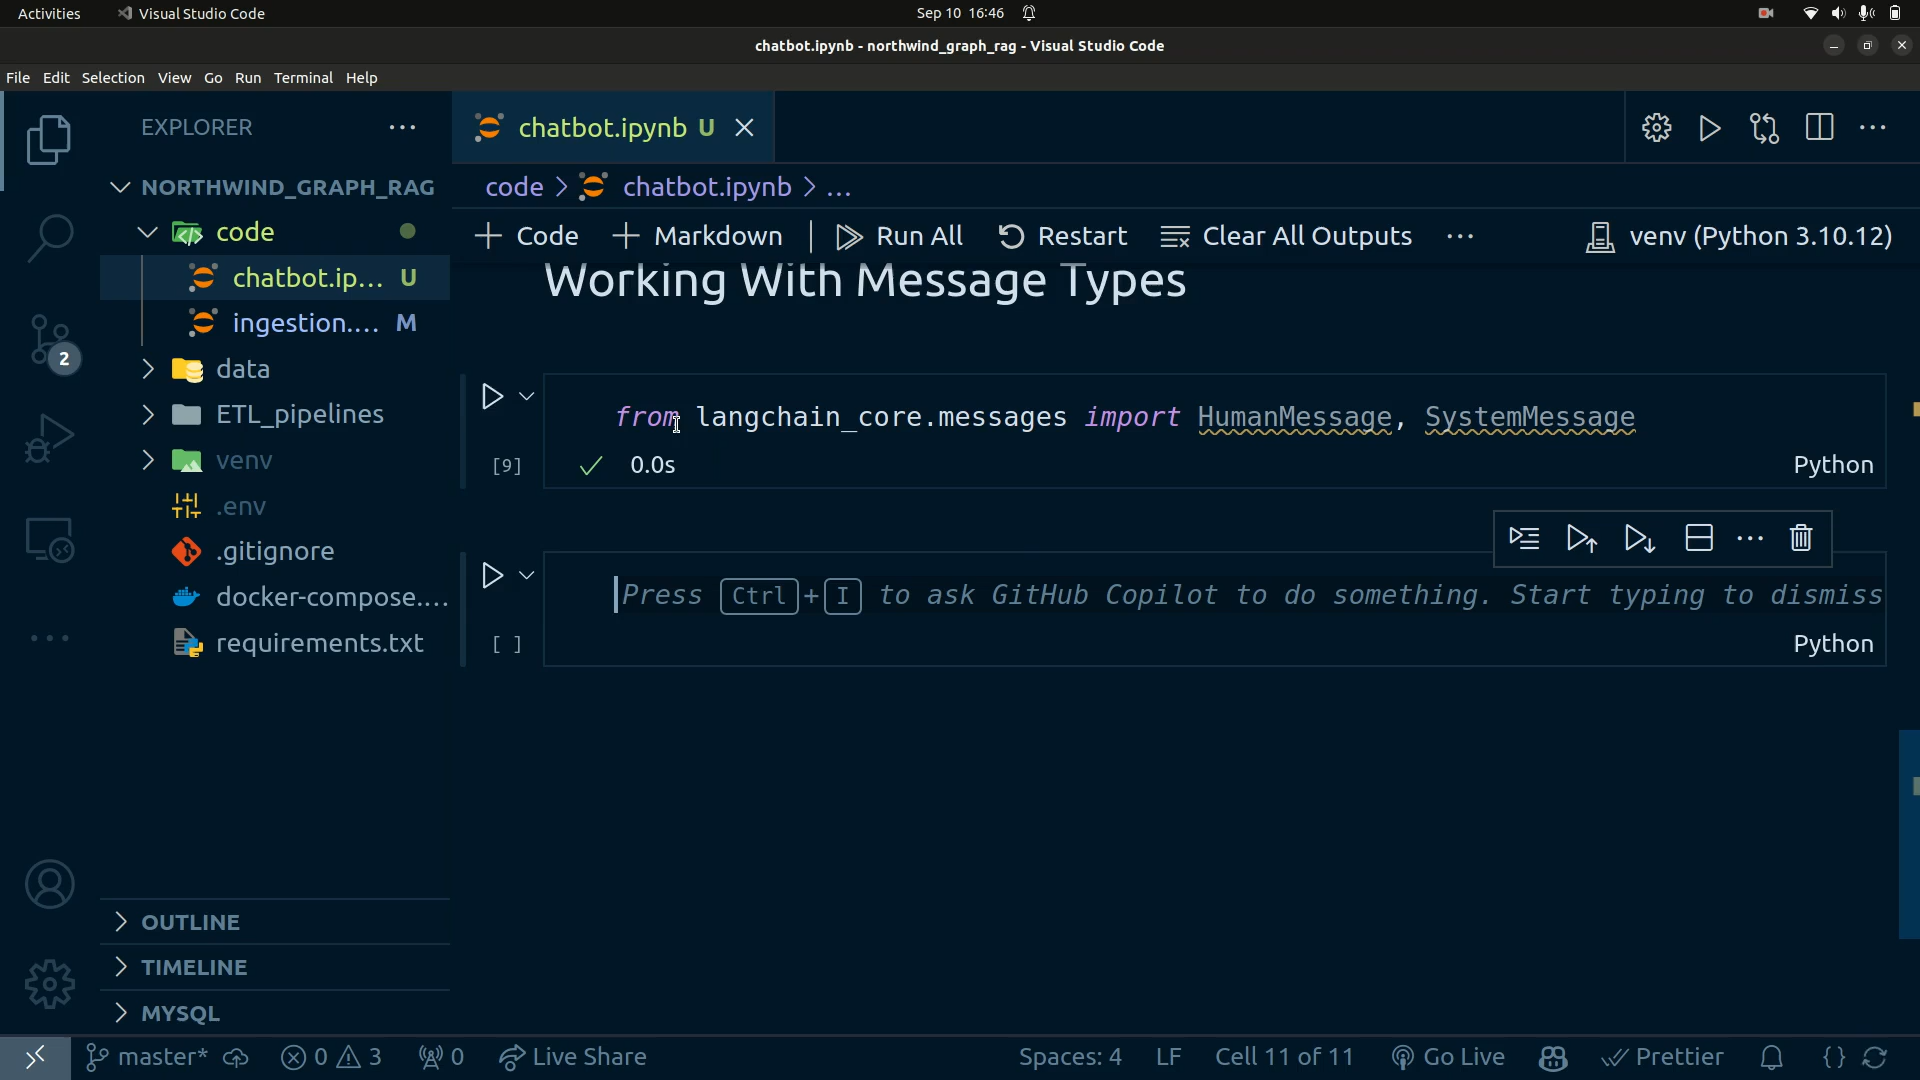 Activities
Visual Studio Code
Sep 10 16:46
chatbot.ipynb - northwind_graph_rag - Visual Studio Code
File Edit Selection View Go Run Terminal Help
EXPLORER
NORTHWIND_GRAPH_RAG
code
chatbot.ip... U
ingestion.... M
data
ETL_pipelines
venv
.env
.gitignore
docker-compose....
requirements.txt
OUTLINE
TIMELINE
MYSQL
2
chatbot.ipynb U
code > chatbot.ipynb > ...
Code Markdown Run All Restart Clear All Outputs ... venv (Python 3.10.12)
Working With Message Types
from langchain_core.messages import HumanMessage, SystemMessage
[9] 0.0s Python
Press Ctrl+I to ask GitHub Copilot to do something. Start typing to dismiss
[ ] Python
master* 0 3 0 Live Share Spaces: 4 LF Cell 11 of 11 Go Live Prettier {}